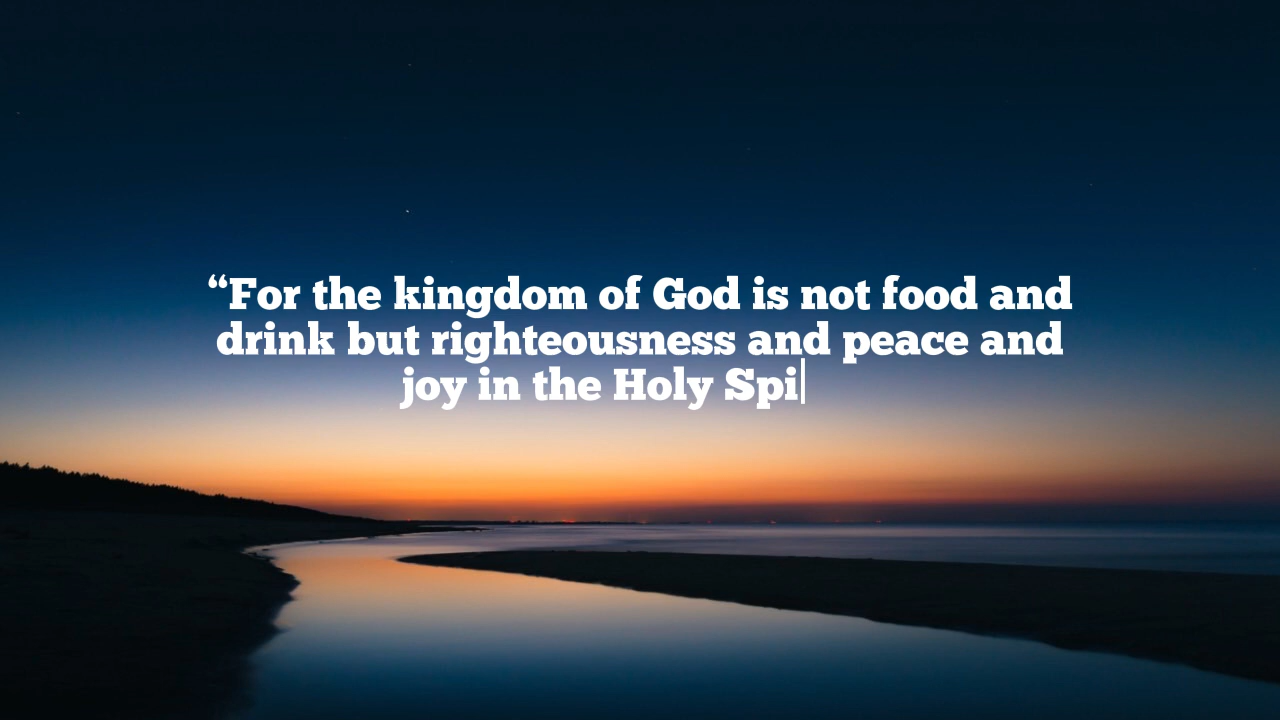 “For the kingdom of God is not food and
drink but righteousness and peace and
joy in the Holy Spi